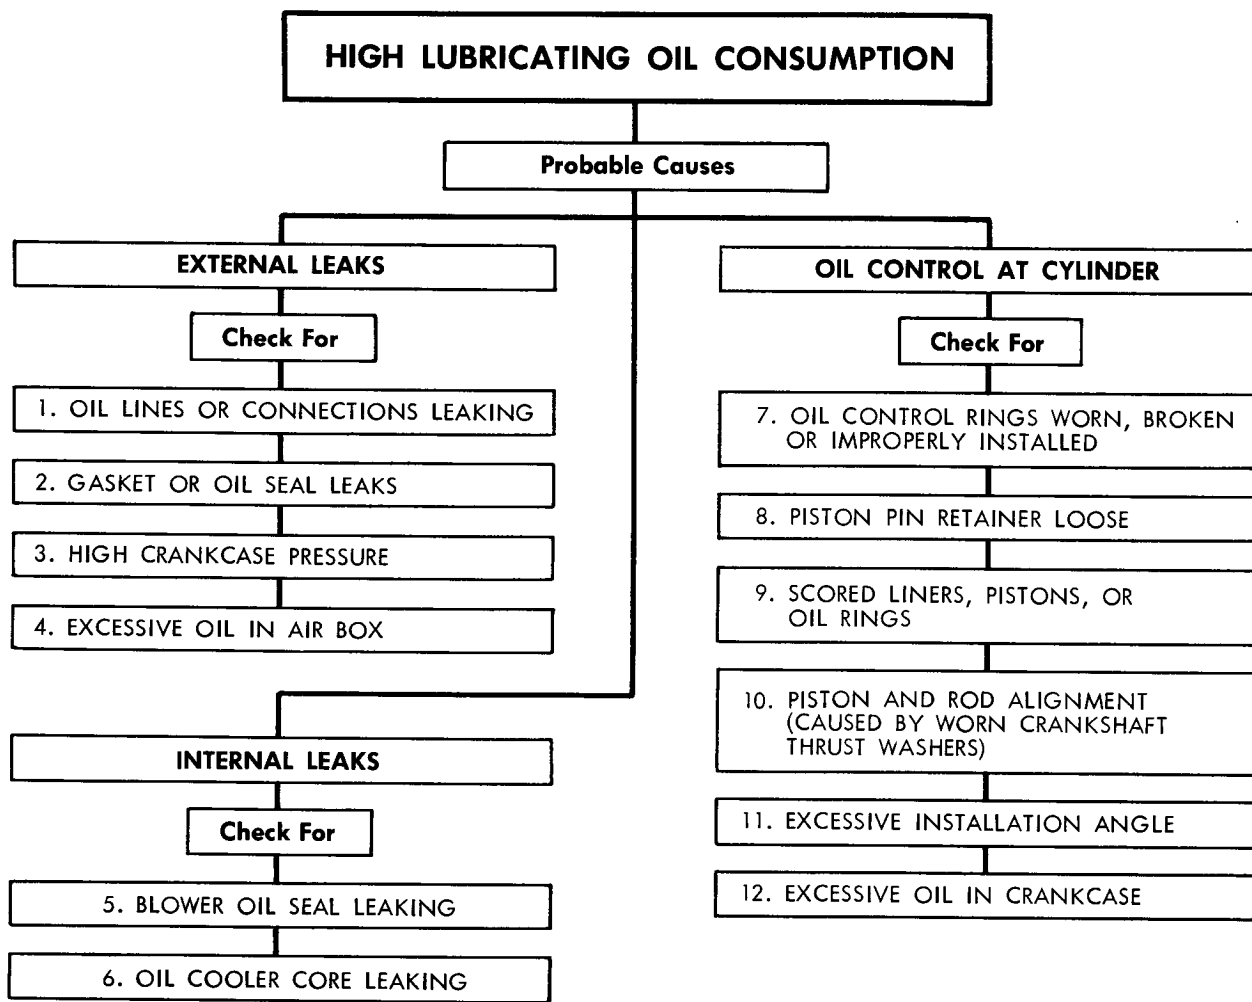 HIGH LUBRICATING OIL CONSUMPTION
Probable Causes
EXTERNAL LEAKS
Check For
1. OIL LINES OR CONNECTIONS LEAKING
2. GASKET OR OIL SEAL LEAKS
3. HIGH CRANKCASE PRESSURE
4. EXCESSIVE OIL IN AIR BOX
INTERNAL LEAKS
Check For
5. BLOWER OIL SEAL LEAKING
6. OIL COOLER CORE LEAKING
OIL CONTROL AT CYLINDER
Check For
7. OIL CONTROL RINGS WORN, BROKEN
OR IMPROPERLY INSTALLED
8. PISTON PIN RETAINER LOOSE
9. SCORED LINERS, PISTONS, OR
OIL RINGS
10. PISTON AND ROD ALIGNMENT
(CAUSED BY WORN CRANKSHAFT
THRUST WASHERS)
11. EXCESSIVE INSTALLATION ANGLE
12. EXCESSIVE OIL IN CRANKCASE